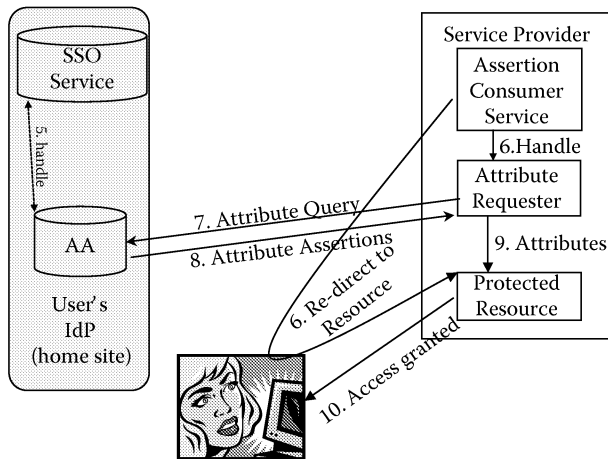 SSO
Service
5. handle
AA
User's
IdP
(home site)
7. Attribute Query
8. Attribute Assertions
6. Re-direct to
Resource
10. Access granted
Service Provider
Assertion
Consumer
Service
6.Handle
Attribute
Requester
9. Attributes
Protected
Resource